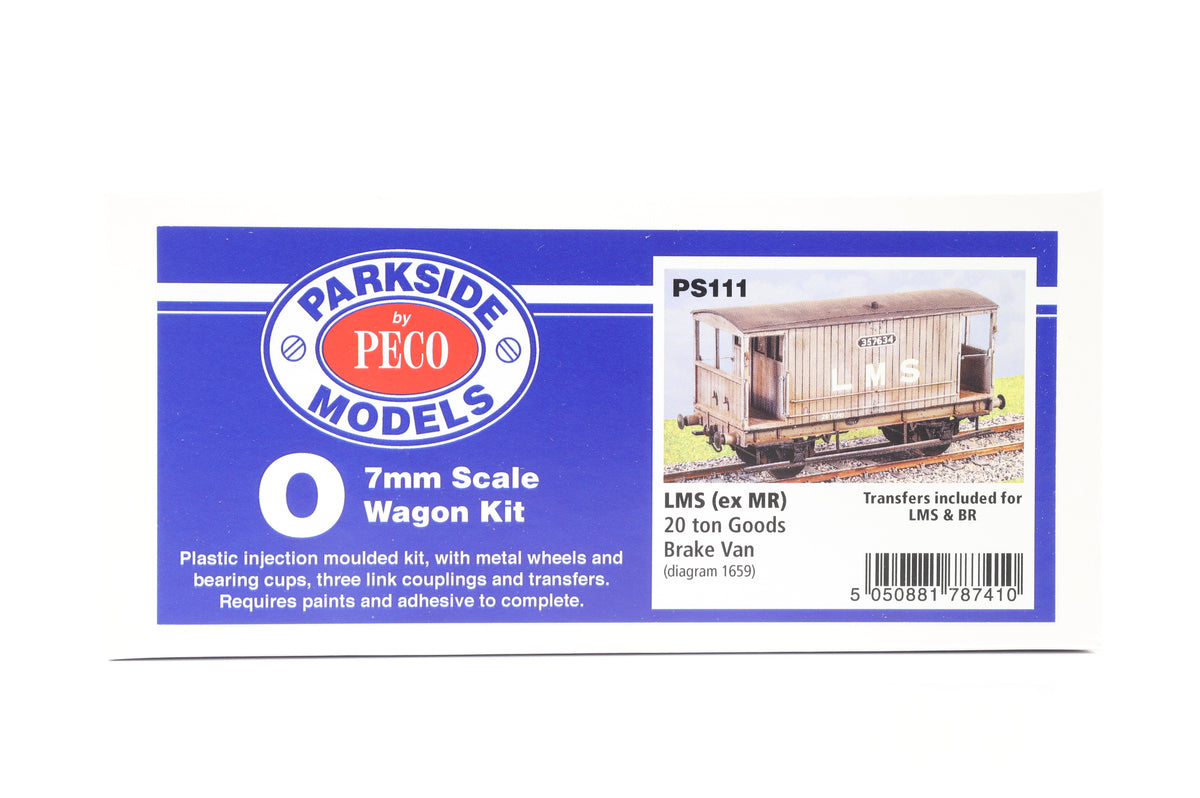 PARKSIDE
by
PECO
MODELS
O
7mm Scale
Wagon Kit
Plastic injection moulded kit, with metal wheels and
bearing cups, three link couplings and transfers.
Requires paints and adhesive to complete.
PS111
357634
L M S
LMS (ex MR)
20 ton Goods
Brake Van
(diagram 1659)
Transfers included for
LMS & BR
5 050881 787410